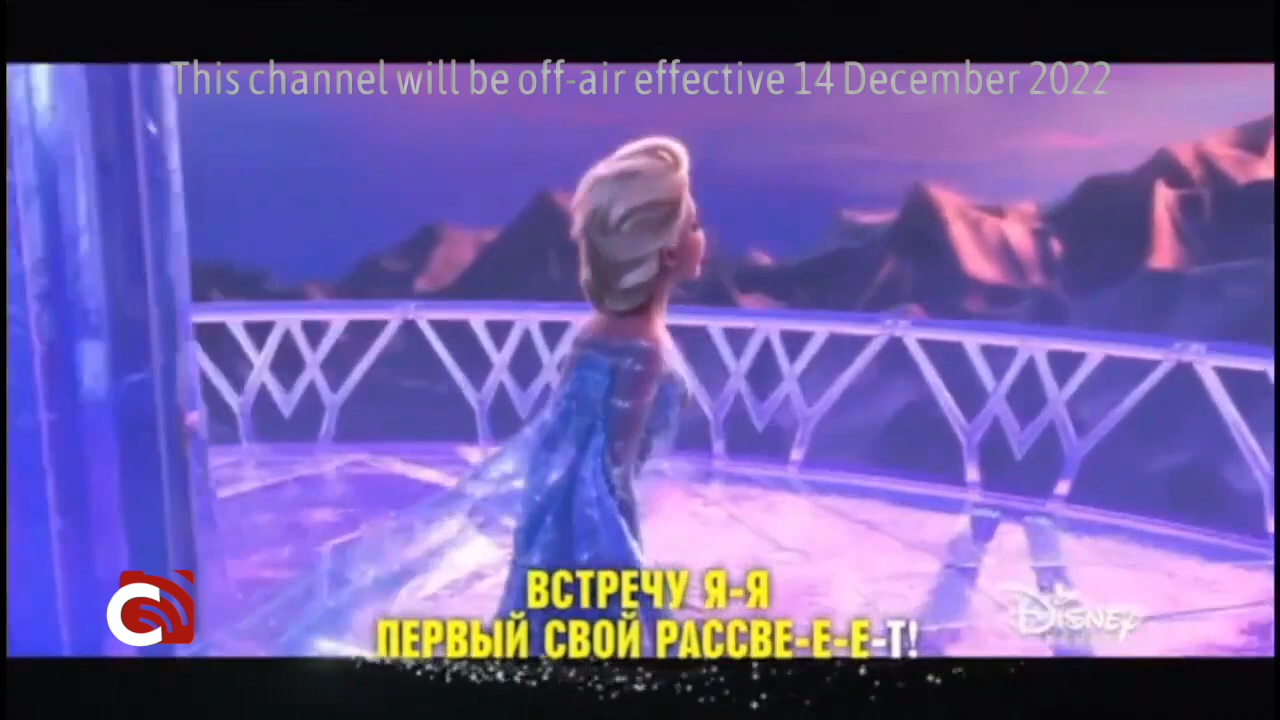 This channel will be off-air effective 14 December 2022
ВСТРЕЧУ Я-Я
ПЕРВЫЙ СВОЙ РАССВЕ-Е-Е-Т!
Disney